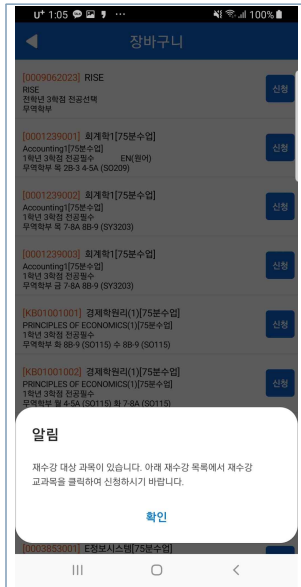 U+ 1:05
100%
장바구니
[0009062023] RISE
RISE
전학년 3학점 전공선택
무역학부
신청
[0001239001] 회계학1[75분수업]
Accounting1[75분수업]
1학년 3학점 전공필수 EN(원어)
무역학부 목 2B-3 4-5A (SO209)
신청
[0001239002] 회계학1[75분수업]
Accounting1[75분수업]
1학년 3학점 전공필수
무역학부 목 7-8A 8B-9 (SY3203)
신청
[0001239003] 회계학1[75분수업]
Accounting1[75분수업]
1학년 3학점 전공필수
무역학부 금 7-8A 8B-9 (SY3203)
신청
[KB01001001] 경제학원리(1)[75분수업]
PRINCIPLES OF ECONOMICS(1)[75분수업]
1학년 3학점 전공필수
무역학부 화 8B-9 (SO115) 수 8B-9 (SO115)
신청
[KB01001002] 경제학원리(1)[75분수업]
PRINCIPLES OF ECONOMICS(1)[75분수업]
1학년 3학점 전공필수
무역학부 월 4-5A (SO115) 화 7-8A (SO115)
신청
알림
재수강 대상 과목이 있습니다. 아래 재수강 목록에서 재수강
교과목을 클릭하여 신청하시기 바랍니다.
확인
[0003853001] E정보시스템[75분수업]